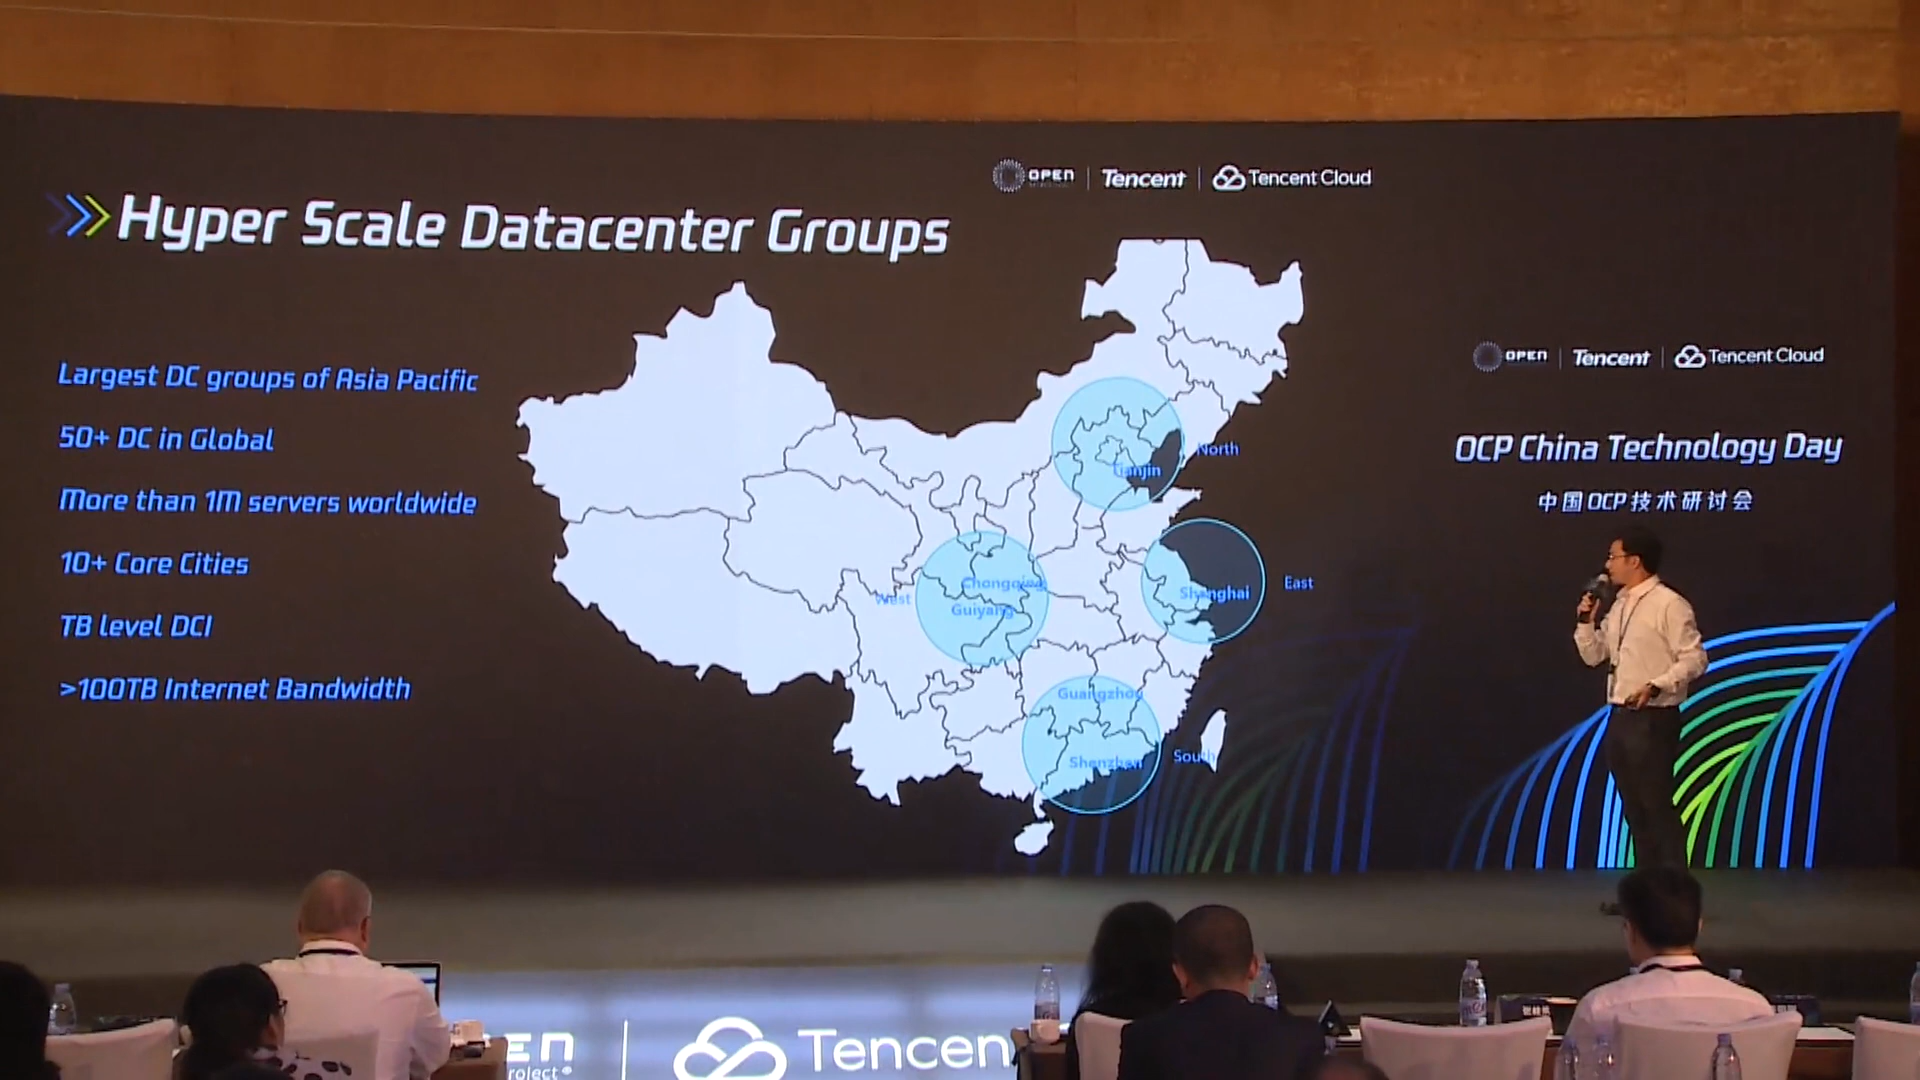 OPEN | Tencent | Tencent Cloud
Hyper Scale Datacenter Groups
Largest DC groups of Asia Pacific
50+ DC in Global
More than 1M servers worldwide
10+ Core Cities
TB level DCI
>100TB Internet Bandwidth
North
Tianjin
East
Shanghai
West
Chongqing
Guiyang
Guangzhou
Shenzhen
South
OPEN | Tencent | Tencent Cloud
OCP China Technology Day
中国OCP技术研讨会
EN
roject®
Tencen